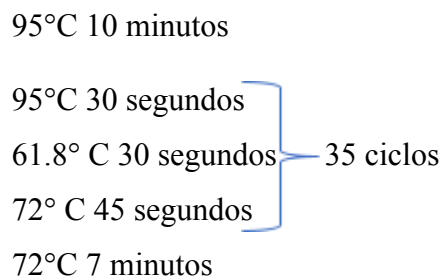 95°C 10 minutos
95°C 30 segundos
61.8° C 30 segundos 35 ciclos
72° C 45 segundos
72°C 7 minutos